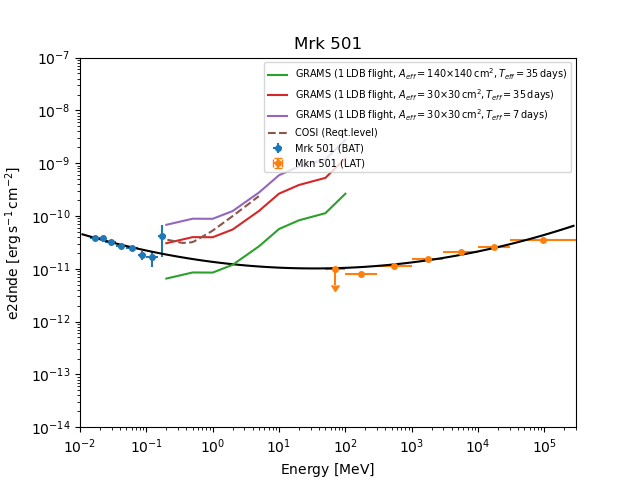 Mrk 501
GRAMS (1 LDB flight, A_eff = 140×140 cm², T_eff = 35 days)
GRAMS (1 LDB flight, A_eff = 30×30 cm², T_eff = 35 days)
GRAMS (1 LDB flight, A_eff = 30×30 cm², T_eff = 7 days)
COSI (Reqt.level)
Mrk 501 (BAT)
Mkn 501 (LAT)
e2dnde [erg s⁻¹ cm⁻²]
10⁻⁷
10⁻⁸
10⁻⁹
10⁻¹⁰
10⁻¹¹
10⁻¹²
10⁻¹³
10⁻¹⁴
10⁻² 10⁻¹ 10⁰ 10¹ 10² 10³ 10⁴ 10⁵
Energy [MeV]